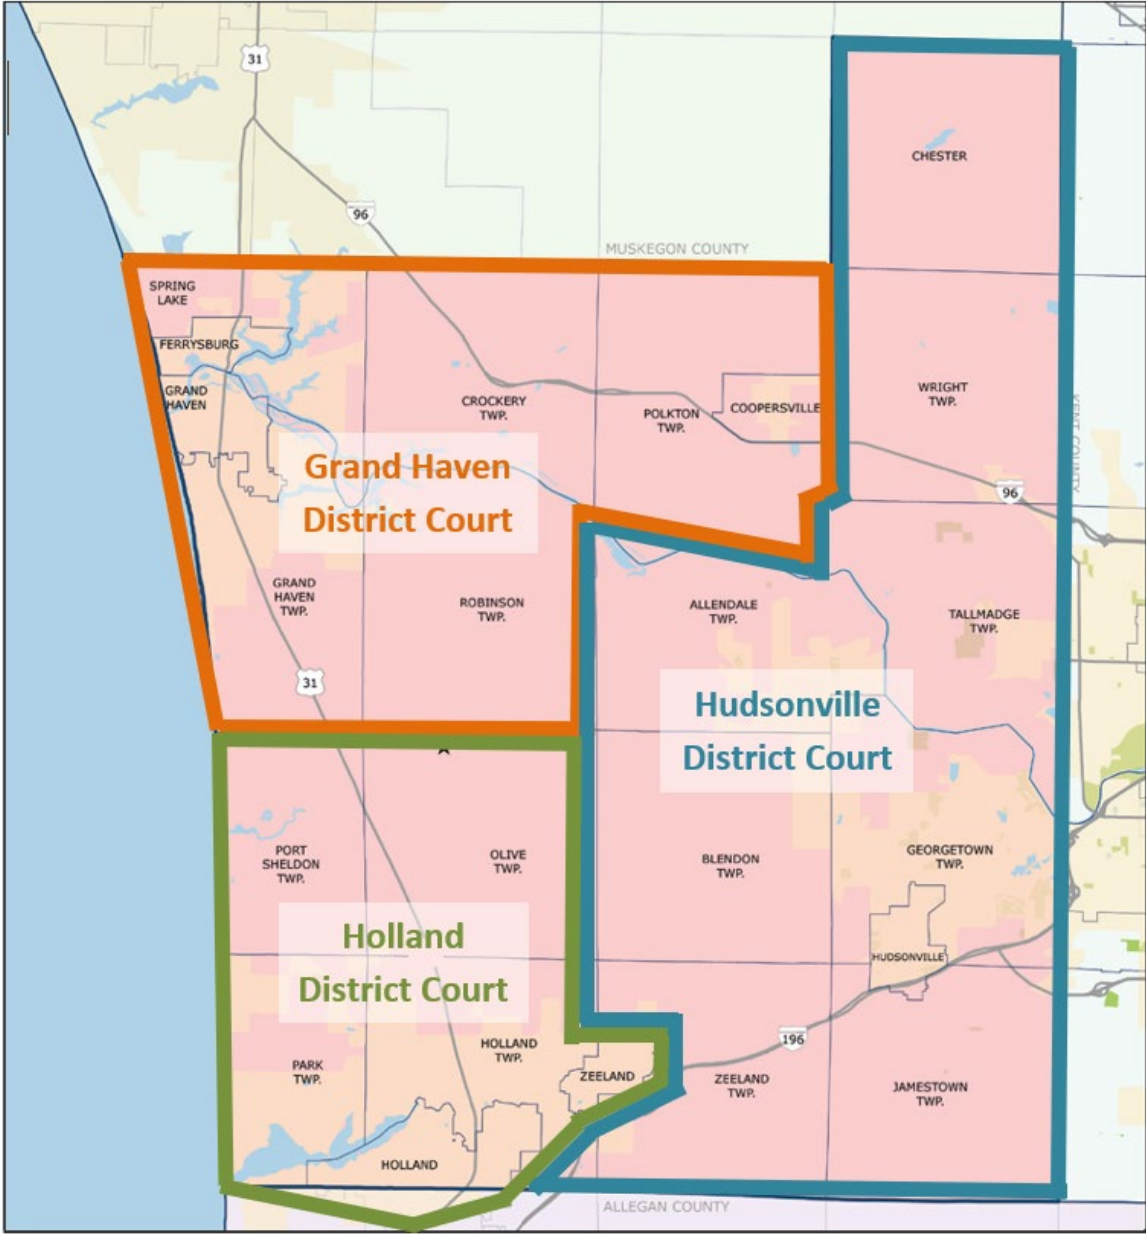 31
CHESTER
96
MUSKEGON COUNTY
SPRING
LAKE
FERRYSBURG
GRAND
HAVEN
CROCKERY
TWP.
POLKTON
TWP.
COOPERSVILLE
WRIGHT
TWP.
KENT COUNTY
Grand Haven
District Court
96
GRAND
HAVEN
TWP.
ROBINSON
TWP.
ALLENDALE
TWP.
TALLMADGE
TWP.
31
Hudsonville
District Court
PORT
SHELDON
TWP.
OLIVE
TWP.
BLENDON
TWP.
GEORGETOWN
TWP.
Holland
District Court
HUDSONVILLE
PARK
TWP.
HOLLAND
TWP.
ZEELAND
196
ZEELAND
TWP.
JAMESTOWN
TWP.
HOLLAND
ALLEGAN COUNTY